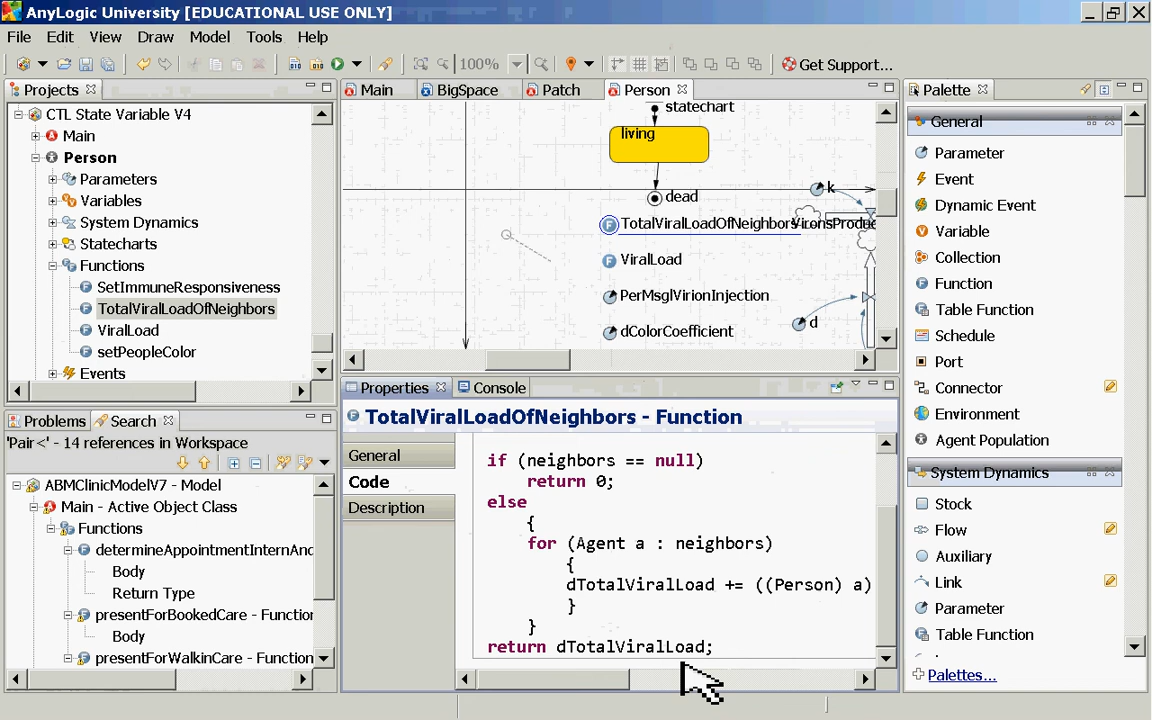 AnyLogic University [EDUCATIONAL USE ONLY]
File Edit View Draw Model Tools Help
100% Get Support...
Projects
CTL State Variable V4
Main
Person
Parameters
Variables
System Dynamics
Statecharts
Functions
SetImmuneResponsiveness
TotalViralLoadOfNeighbors
ViralLoad
setPeopleColor
Events
Problems Search
'Pair<' - 14 references in Workspace
ABMClinicModelV7 - Model
Main - Active Object Class
Functions
determineAppointmentInternAnc
Body
Return Type
presentForBookedCare - Function
Body
presentForWalkinCare - Function
Main BigSpace Patch Person
statechart
living
dead
k
TotalViralLoadOfNeighbors
ViralLoad
PerMsgVirionInjection
d
dColorCoefficient
Properties Console
TotalViralLoadOfNeighbors - Function
General
Code
Description
if (neighbors == null)
return 0;
else
{
for (Agent a : neighbors)
{
dTotalViralLoad += ((Person) a)
}
}
return dTotalViralLoad;
Palette
General
Parameter
Event
Dynamic Event
Variable
Collection
Function
Table Function
Schedule
Port
Connector
Environment
Agent Population
System Dynamics
Stock
Flow
Auxiliary
Link
Parameter
Table Function
Palettes...